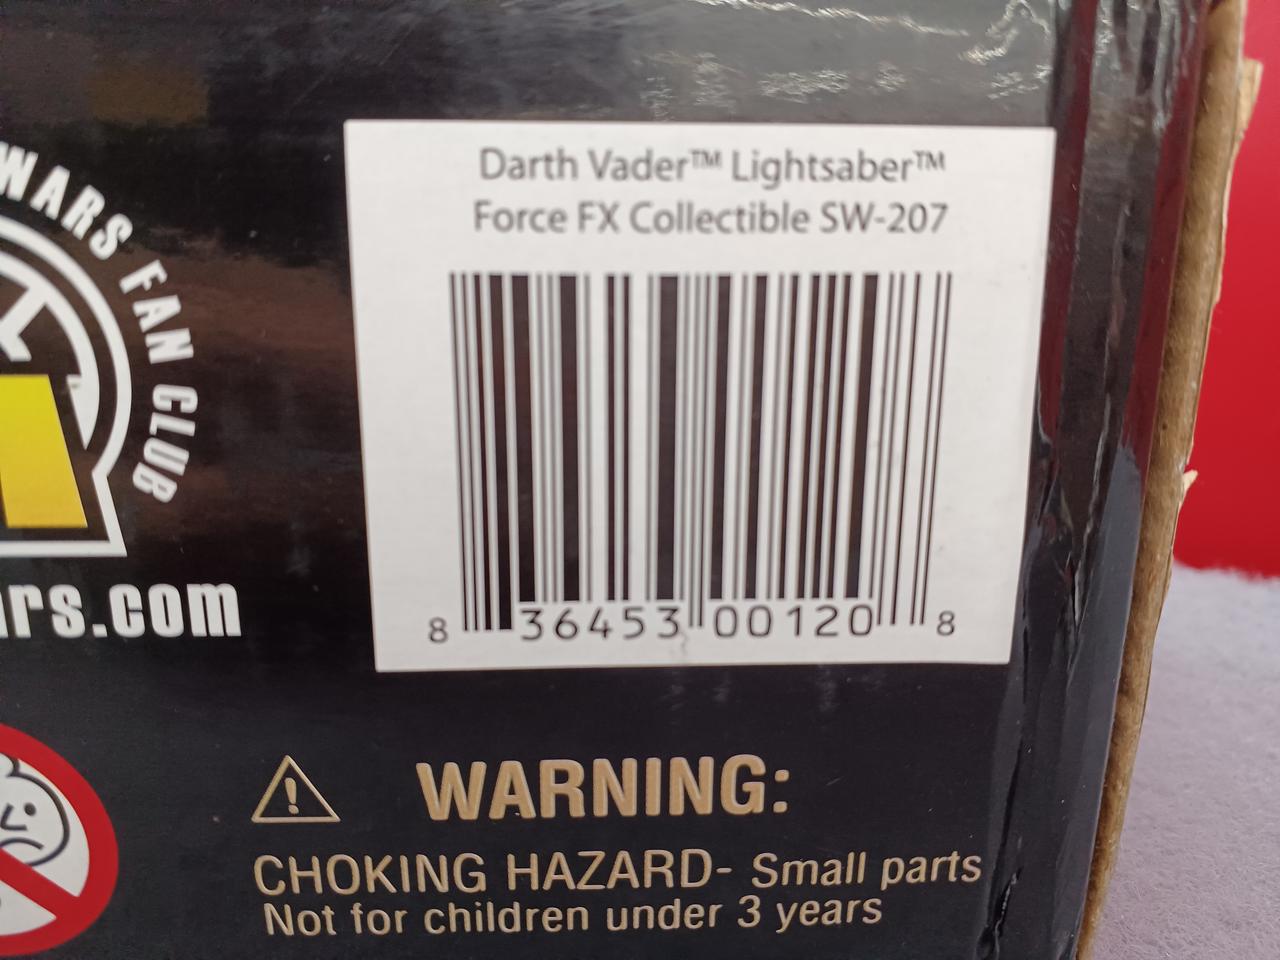 WARS FAN CLUB
rs.com
Darth Vader™ Lightsaber™
Force FX Collectible SW-207
8 36453 00120 8
WARNING:
CHOKING HAZARD- Small parts
Not for children under 3 years